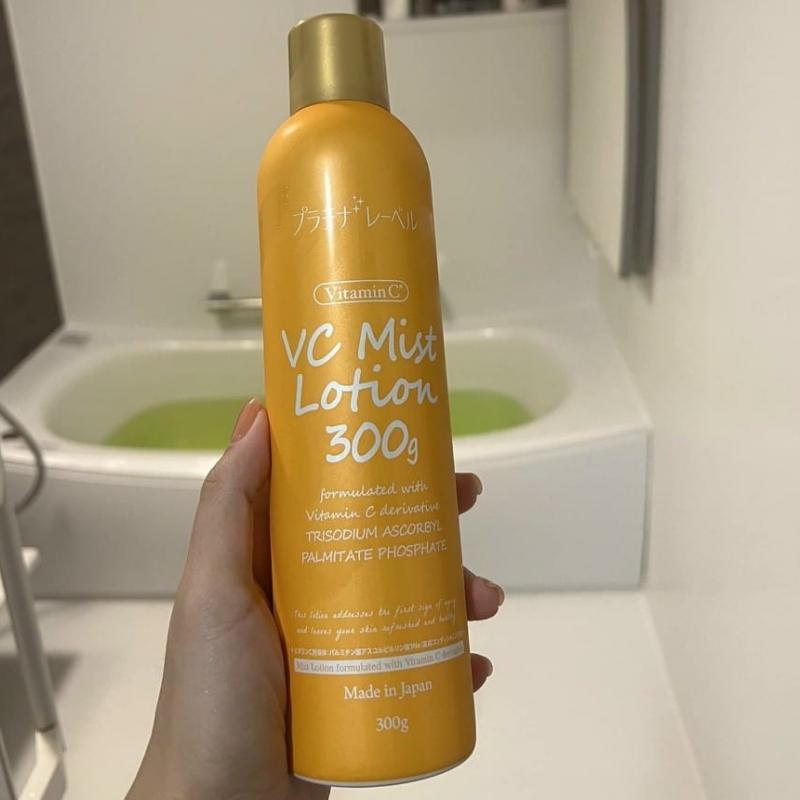 プラチナレーベル
Vitamin C*
VC Mist
Lotion
300g
formulated with
Vitamin C derivative
TRISODIUM ASCORBYL
PALMITATE PHOSPHATE
This lotion addresses the first sign of aging
and leaves your skin refreshed and healthy
Mist Lotion formulated with Vitamin C derivative
Made in Japan
300g